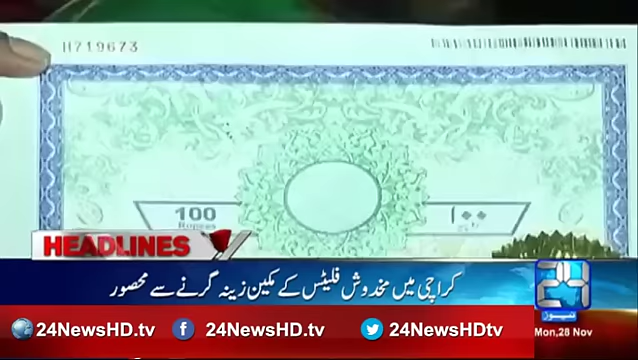 H719673
100
Rupees
۱۰۰
HEADLINES
کراچی میں مخدوش فلیٹس کے مکین زینہ گرنے سے محصور
24
نیوز
24NewsHD.tv
24NewsHD.tv
24NewsHDtv
Mon,28 Nov